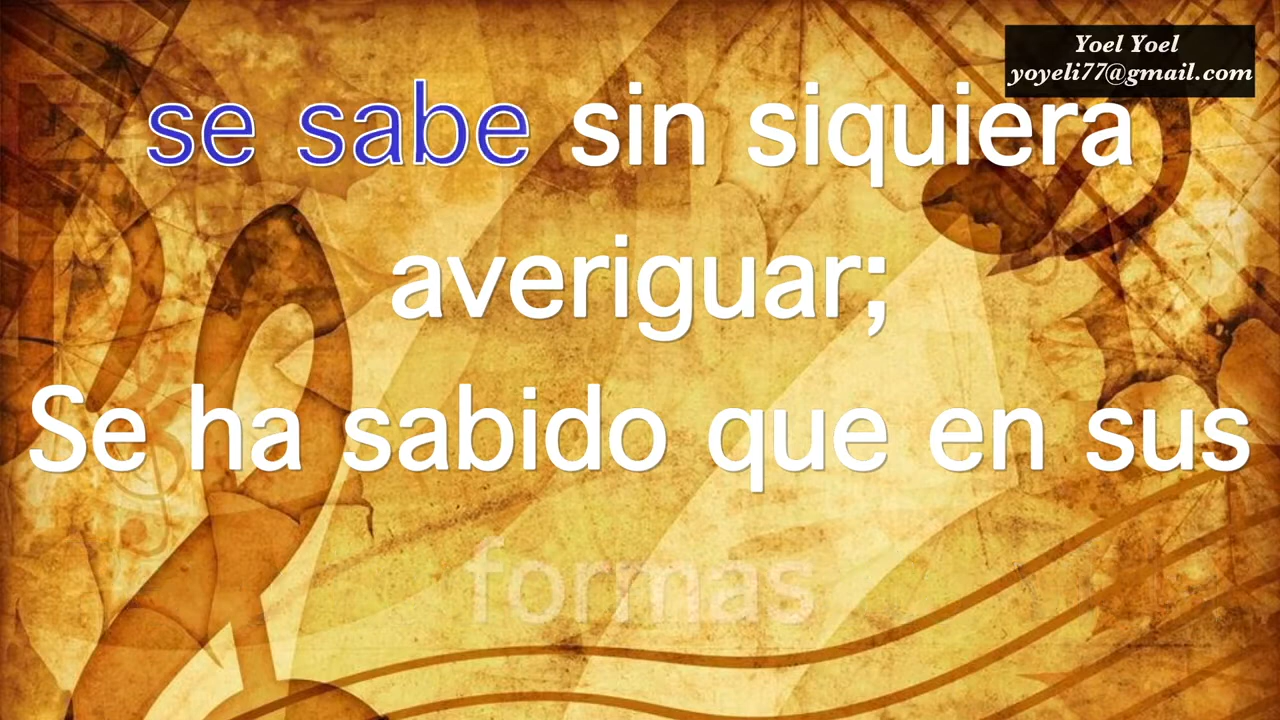 Yoel Yoel
yoyeli77@gmail.com
se sabe sin siquiera
averiguar;
Se ha sabido que en sus
formas